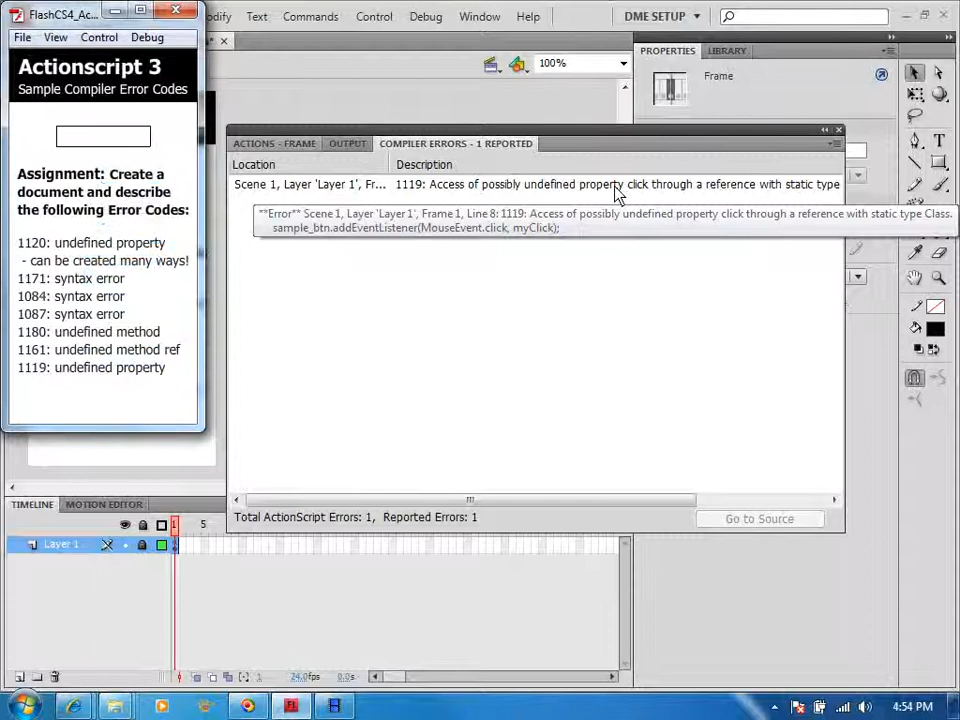 FlashCS4_Ac...
odify Text Commands Control Debug Window Help
DME SETUP
File View Control Debug
100%
PROPERTIES LIBRARY
Frame
Actionscript 3
Sample Compiler Error Codes
Assignment: Create a
document and describe
the following Error Codes:
1120: undefined property
- can be created many ways!
1171: syntax error
1084: syntax error
1087: syntax error
1180: undefined method
1161: undefined method ref
1119: undefined property
ACTIONS - FRAME OUTPUT COMPILER ERRORS - 1 REPORTED
Location Description
Scene 1, Layer 'Layer 1', Fr... 1119: Access of possibly undefined property click through a reference with static type
**Error** Scene 1, Layer 'Layer 1', Frame 1, Line 8: 1119: Access of possibly undefined property click through a reference with static type Class.
sample_btn.addEventListener(MouseEvent.click, myClick);
Total ActionScript Errors: 1, Reported Errors: 1
Go to Source
TIMELINE MOTION EDITOR
1 5
Layer 1
1 24.0fps 0.0s
4:54 PM